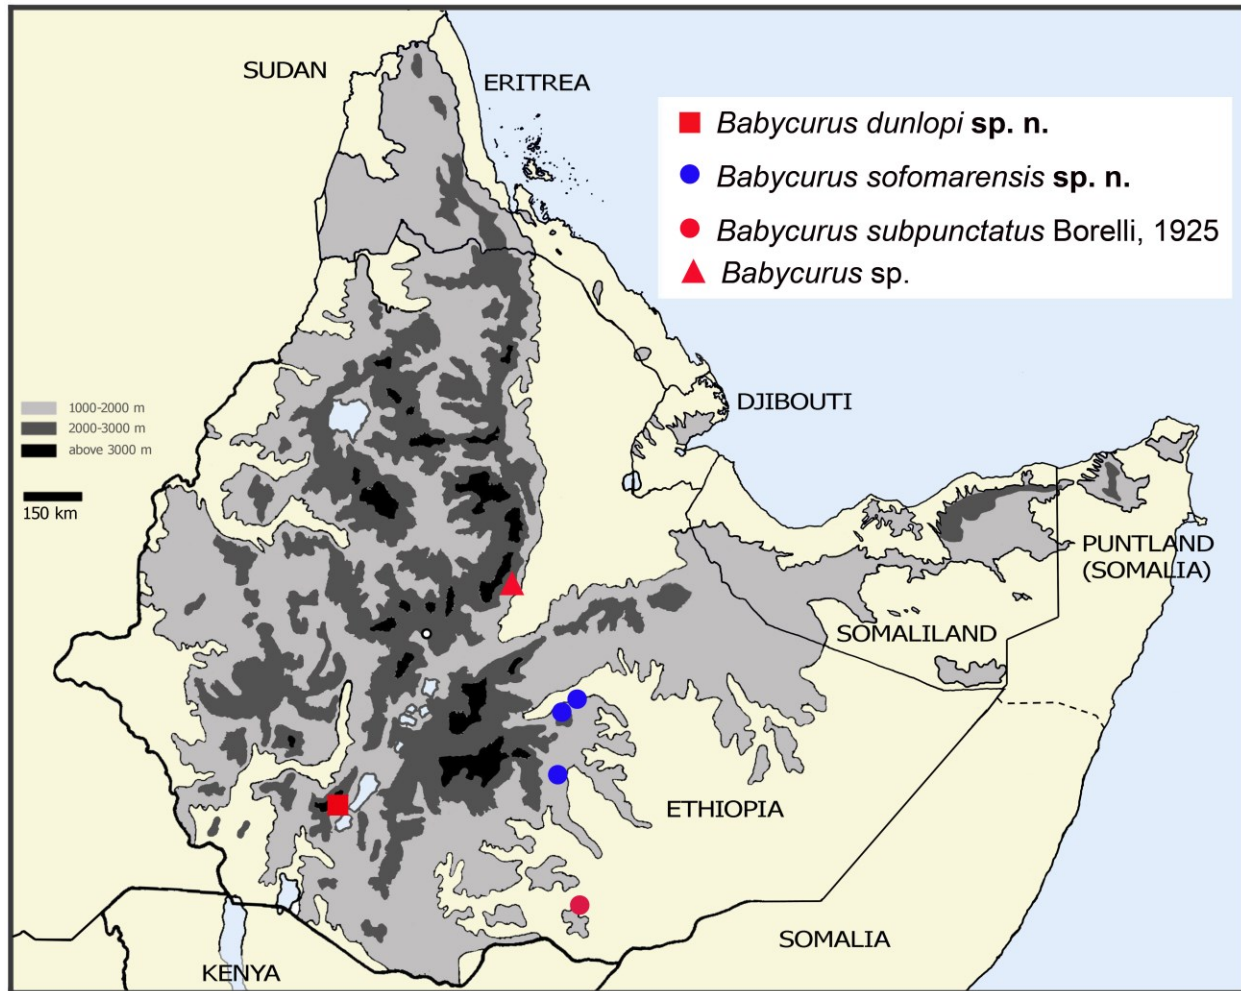 SUDAN
ERITREA
Babycurus dunlopi sp. n.
Babycurus sofomarensis sp. n.
Babycurus subpunctatus Borelli, 1925
Babycurus sp.
DJIBOUTI
1000-2000 m
2000-3000 m
above 3000 m
150 km
PUNTLAND
(SOMALIA)
SOMALILAND
ETHIOPIA
SOMALIA
KENYA